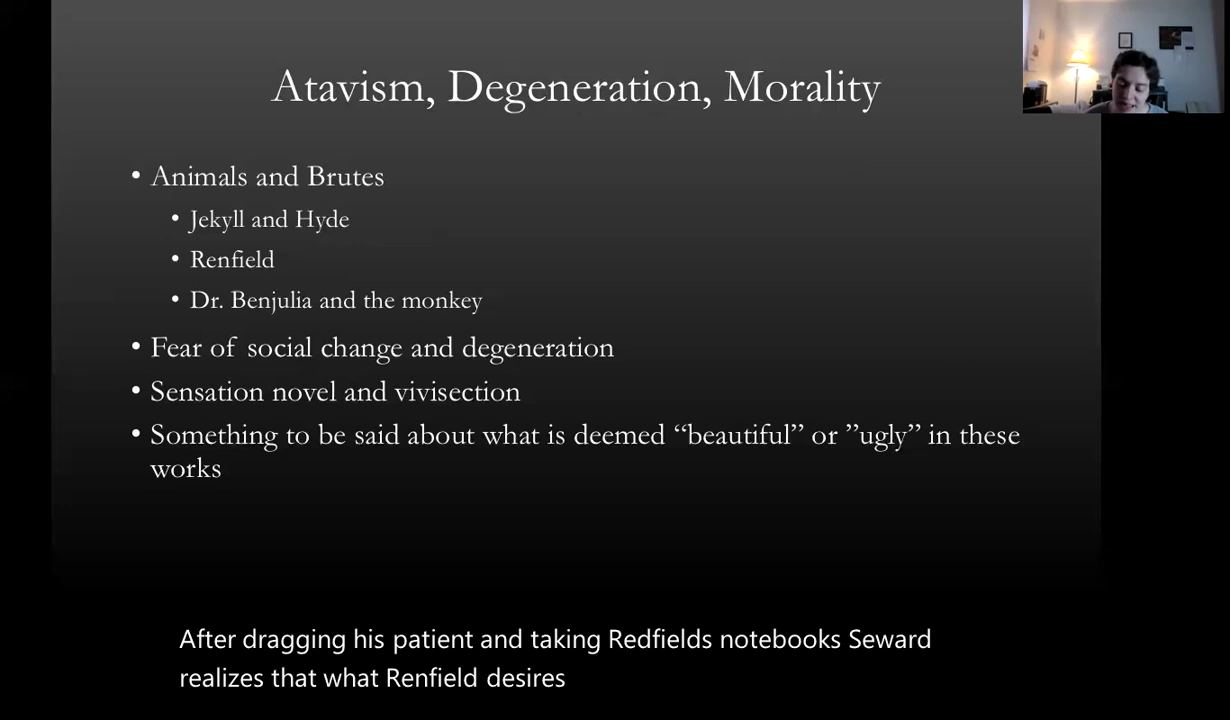 Atavism, Degeneration, Morality
• Animals and Brutes
• Jekyll and Hyde
• Renfield
• Dr. Benjulia and the monkey
• Fear of social change and degeneration
• Sensation novel and vivisection
• Something to be said about what is deemed “beautiful” or ”ugly” in these
works
After dragging his patient and taking Redfields notebooks Seward
realizes that what Renfield desires